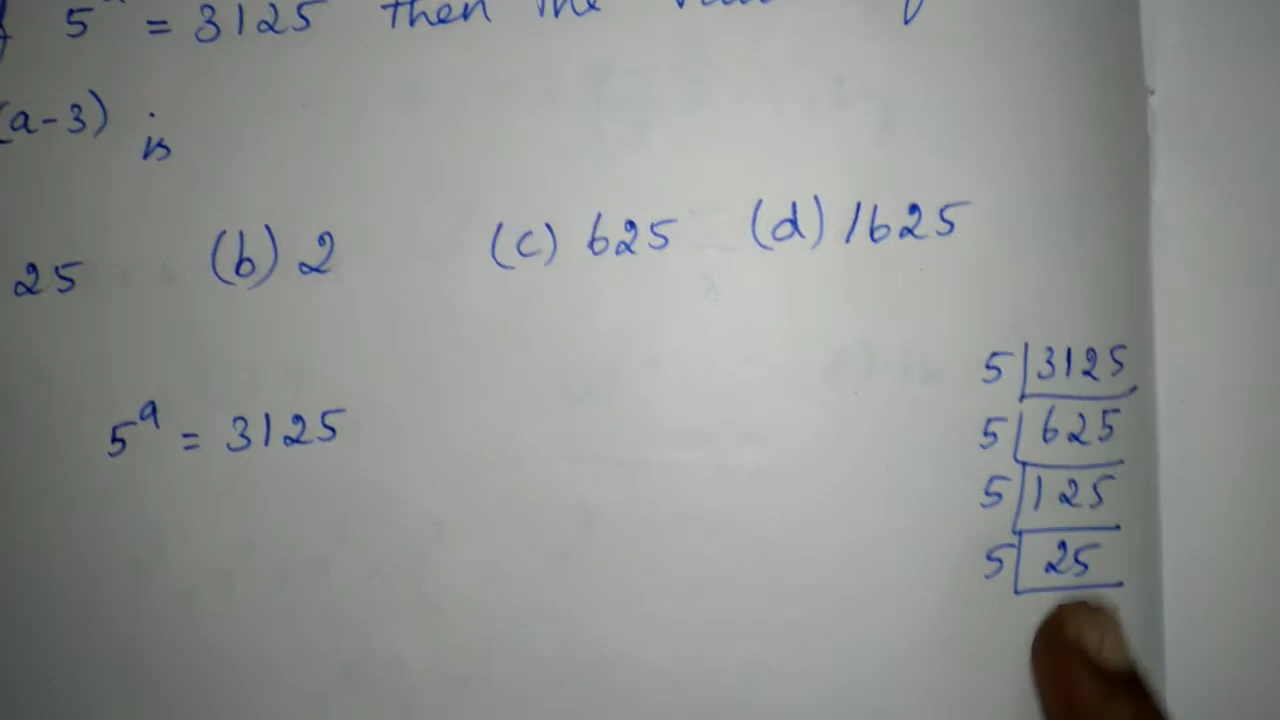 5 = 3125 then the
(a-3) is
25 (b) 2 (c) 625 (d) 1625
5ᵃ = 3125
5 3125
5 625
5 125
5 25